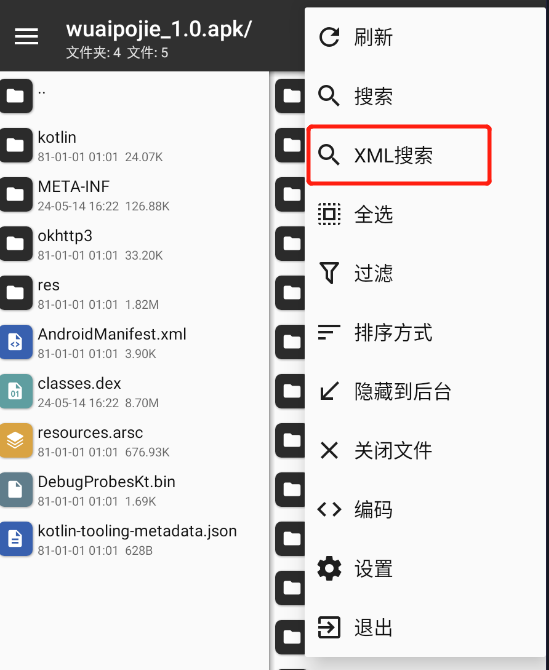 wuaipojie_1.0.apk/
文件夹: 4 文件: 5
..
kotlin
81-01-01 01:01 24.07K
META-INF
24-05-14 16:22 126.88K
okhttp3
81-01-01 01:01 33.20K
res
81-01-01 01:01 1.82M
AndroidManifest.xml
81-01-01 01:01 3.90K
classes.dex
24-05-14 16:22 8.70M
resources.arsc
81-01-01 01:01 676.93K
DebugProbesKt.bin
81-01-01 01:01 1.69K
kotlin-tooling-metadata.json
81-01-01 01:01 628B
刷新
搜索
XML搜索
全选
过滤
排序方式
隐藏到后台
关闭文件
编码
设置
退出